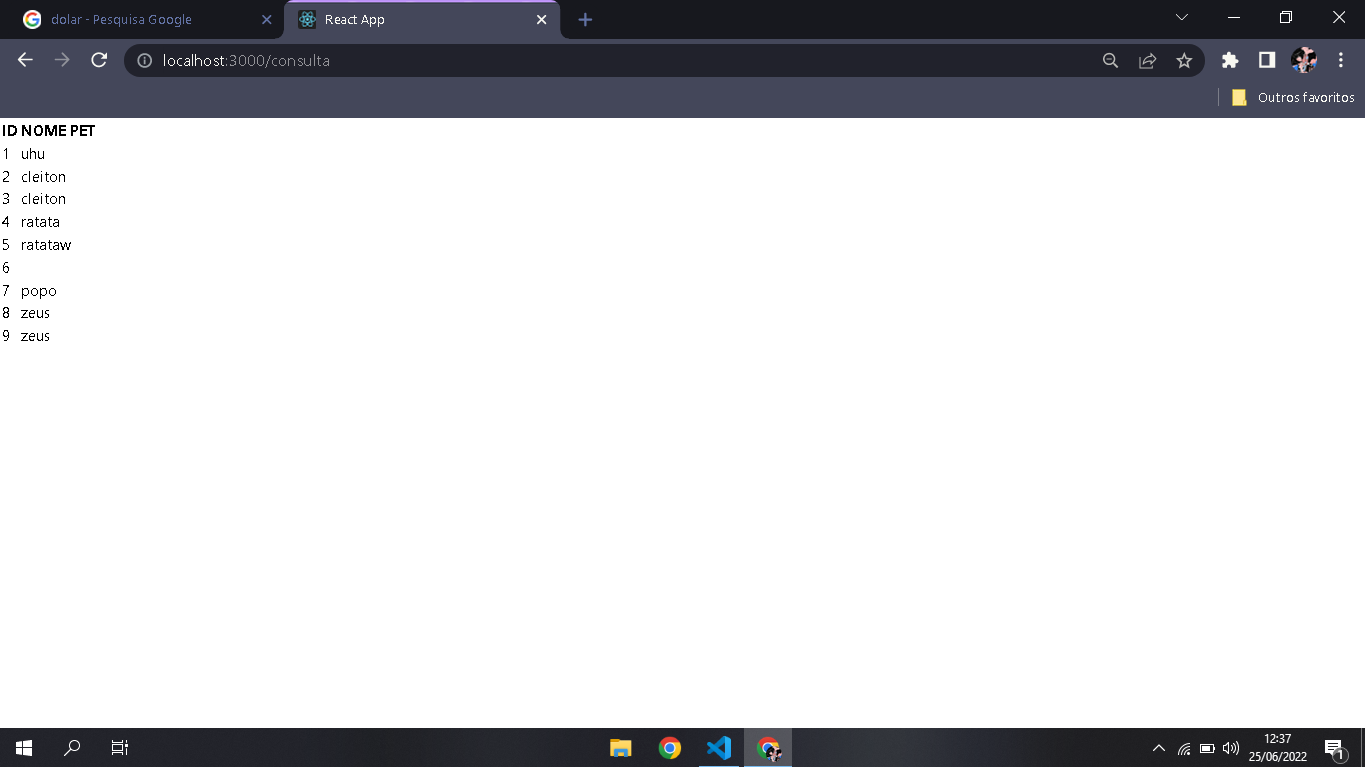 dolar - Pesquisa Google
React App
localhost:3000/consulta
Outros favoritos
ID NOME PET
1 uhu
2 cleiton
3 cleiton
4 ratata
5 ratataw
6
7 popo
8 zeus
9 zeus
12:37
25/06/2022
1